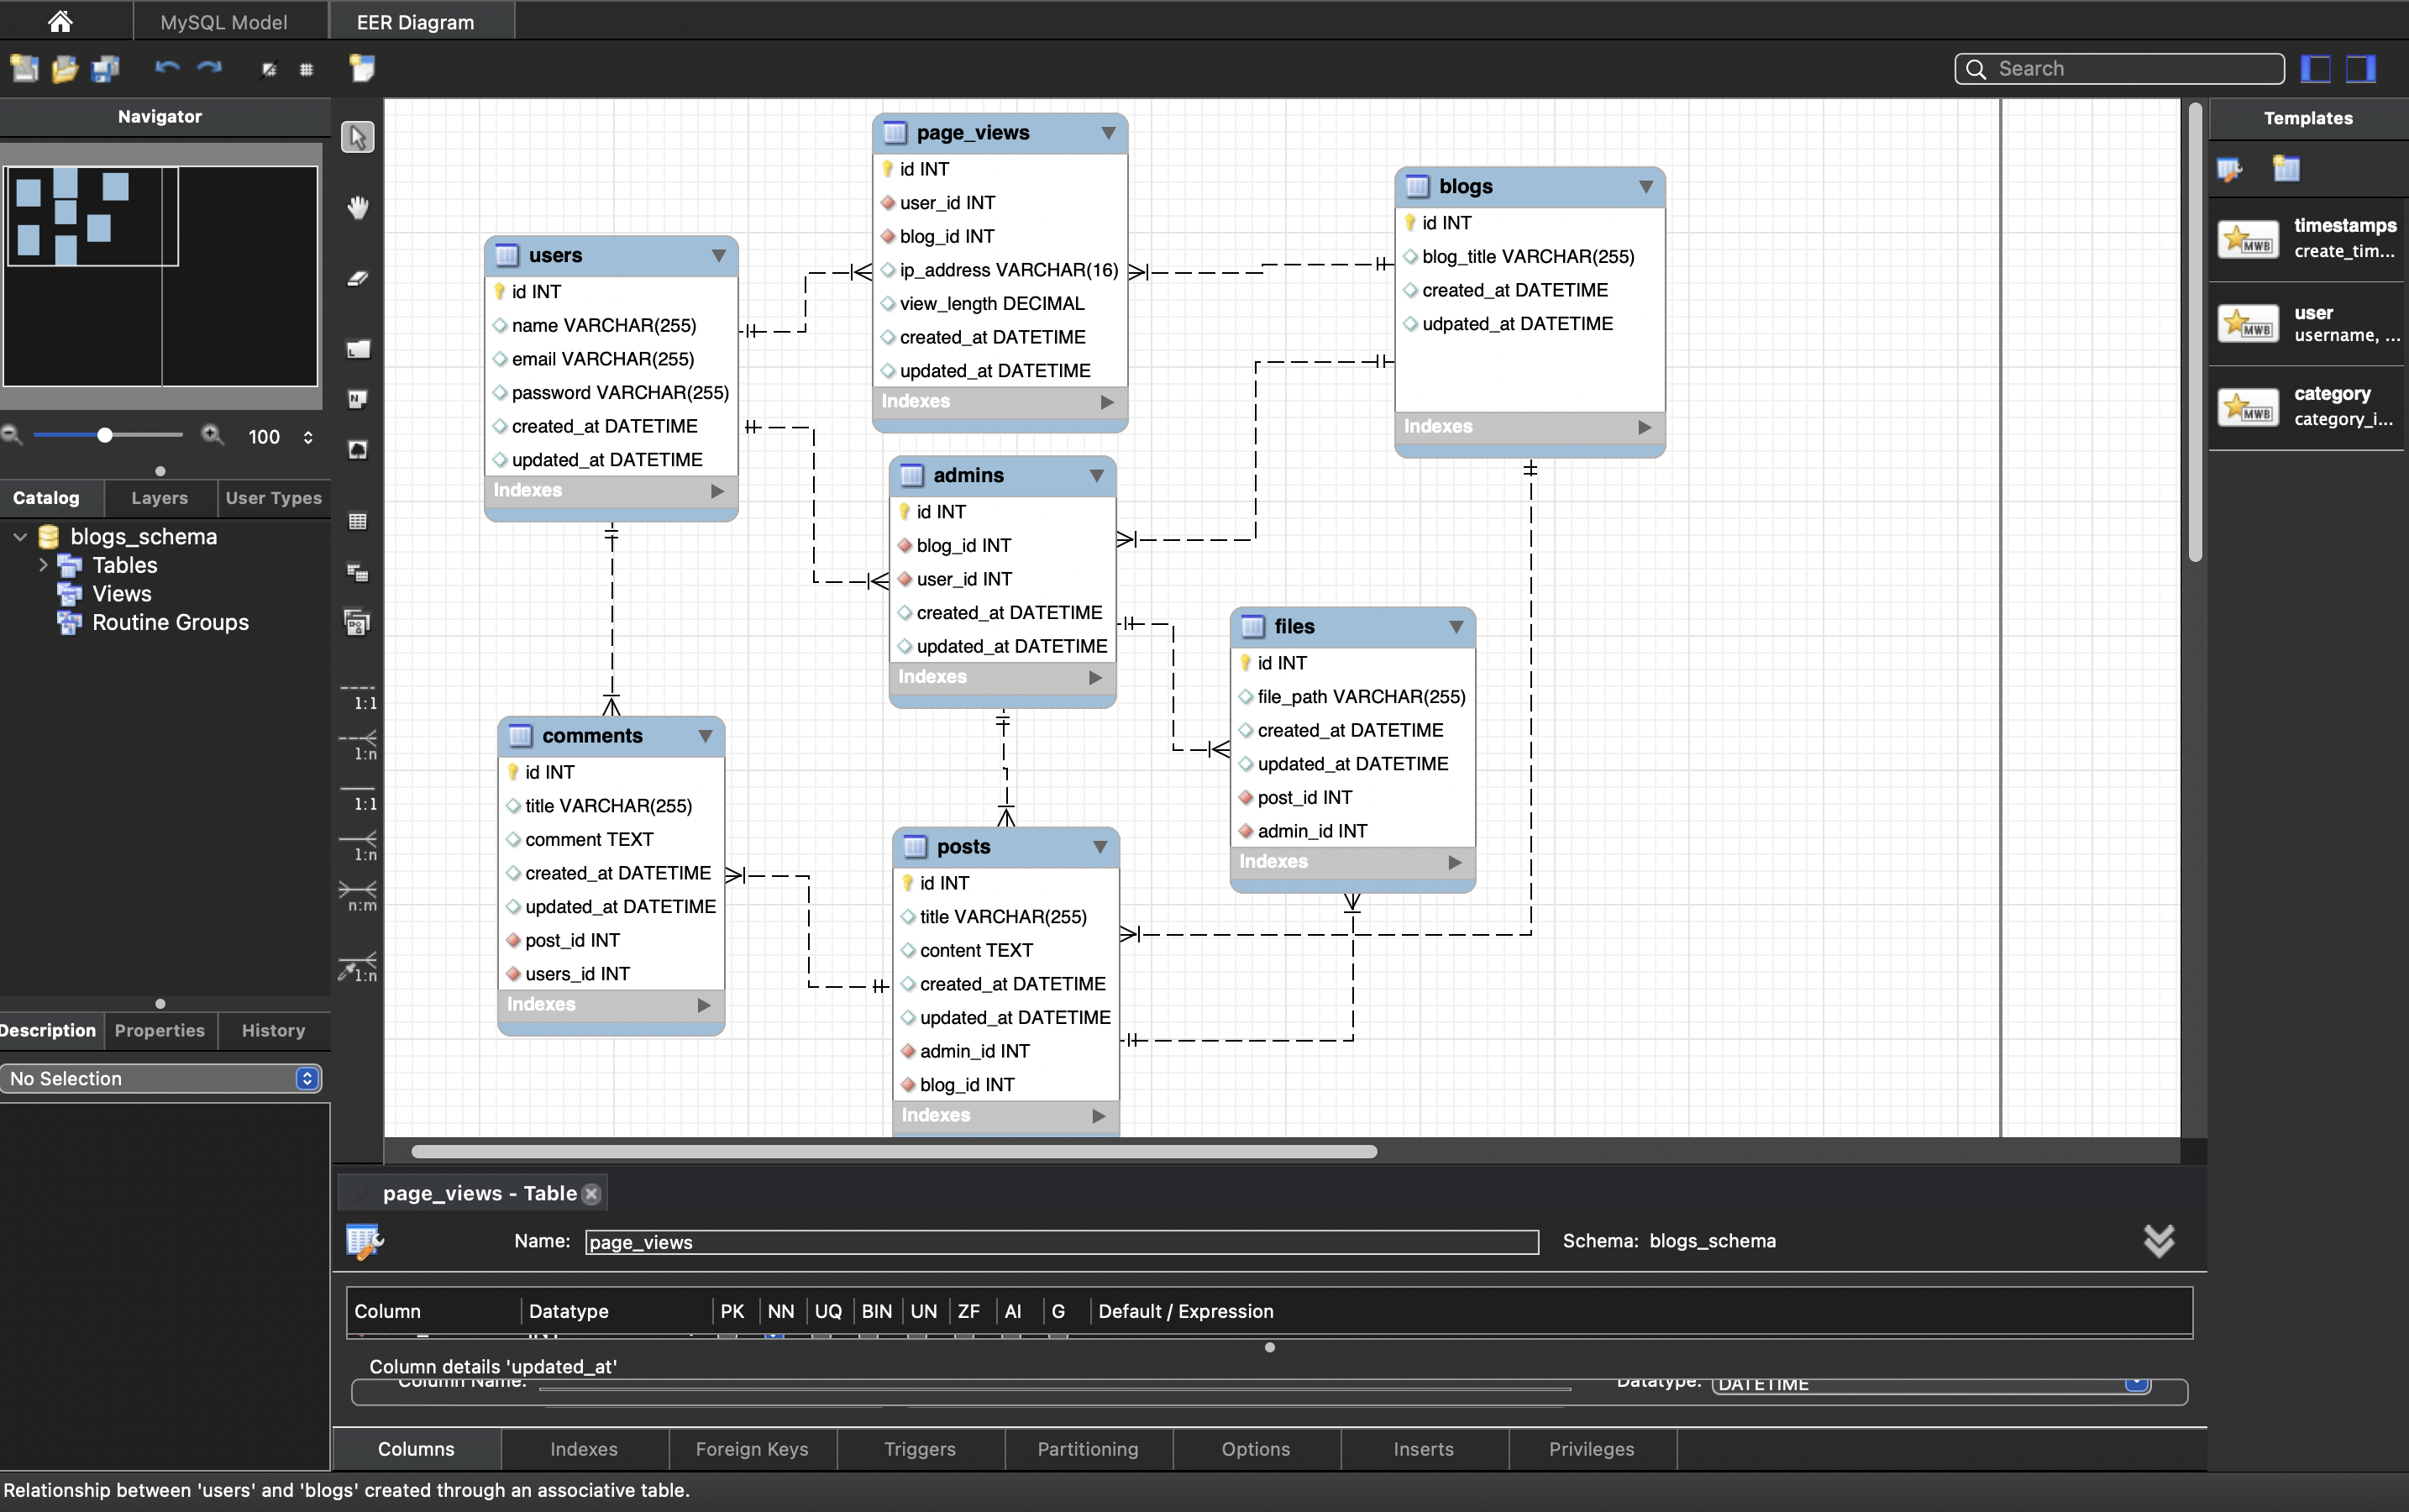 MySQL Model
EER Diagram
Search
Navigator
100
Catalog
Layers
User Types
blogs_schema
Tables
Views
Routine Groups
Description
Properties
History
No Selection
1:1
1:n
1:1
1:n
n:m
1:n
page_views
id INT
user_id INT
blog_id INT
ip_address VARCHAR(16)
view_length DECIMAL
created_at DATETIME
updated_at DATETIME
Indexes
blogs
id INT
blog_title VARCHAR(255)
created_at DATETIME
udpated_at DATETIME
Indexes
users
id INT
name VARCHAR(255)
email VARCHAR(255)
password VARCHAR(255)
created_at DATETIME
updated_at DATETIME
Indexes
admins
id INT
blog_id INT
user_id INT
created_at DATETIME
updated_at DATETIME
Indexes
files
id INT
file_path VARCHAR(255)
created_at DATETIME
updated_at DATETIME
post_id INT
admin_id INT
Indexes
comments
id INT
title VARCHAR(255)
comment TEXT
created_at DATETIME
updated_at DATETIME
post_id INT
users_id INT
Indexes
posts
id INT
title VARCHAR(255)
content TEXT
created_at DATETIME
updated_at DATETIME
admin_id INT
blog_id INT
Indexes
Templates
MWB
timestamps
create_tim...
MWB
user
username, ...
MWB
category
category_i...
page_views - Table
Name: page_views
Schema: blogs_schema
Column Datatype PK NN UQ BIN UN ZF AI G Default / Expression
Column details 'updated_at'
Column Name:
Datatype: DATETIME
Columns
Indexes
Foreign Keys
Triggers
Partitioning
Options
Inserts
Privileges
Relationship between 'users' and 'blogs' created through an associative table.